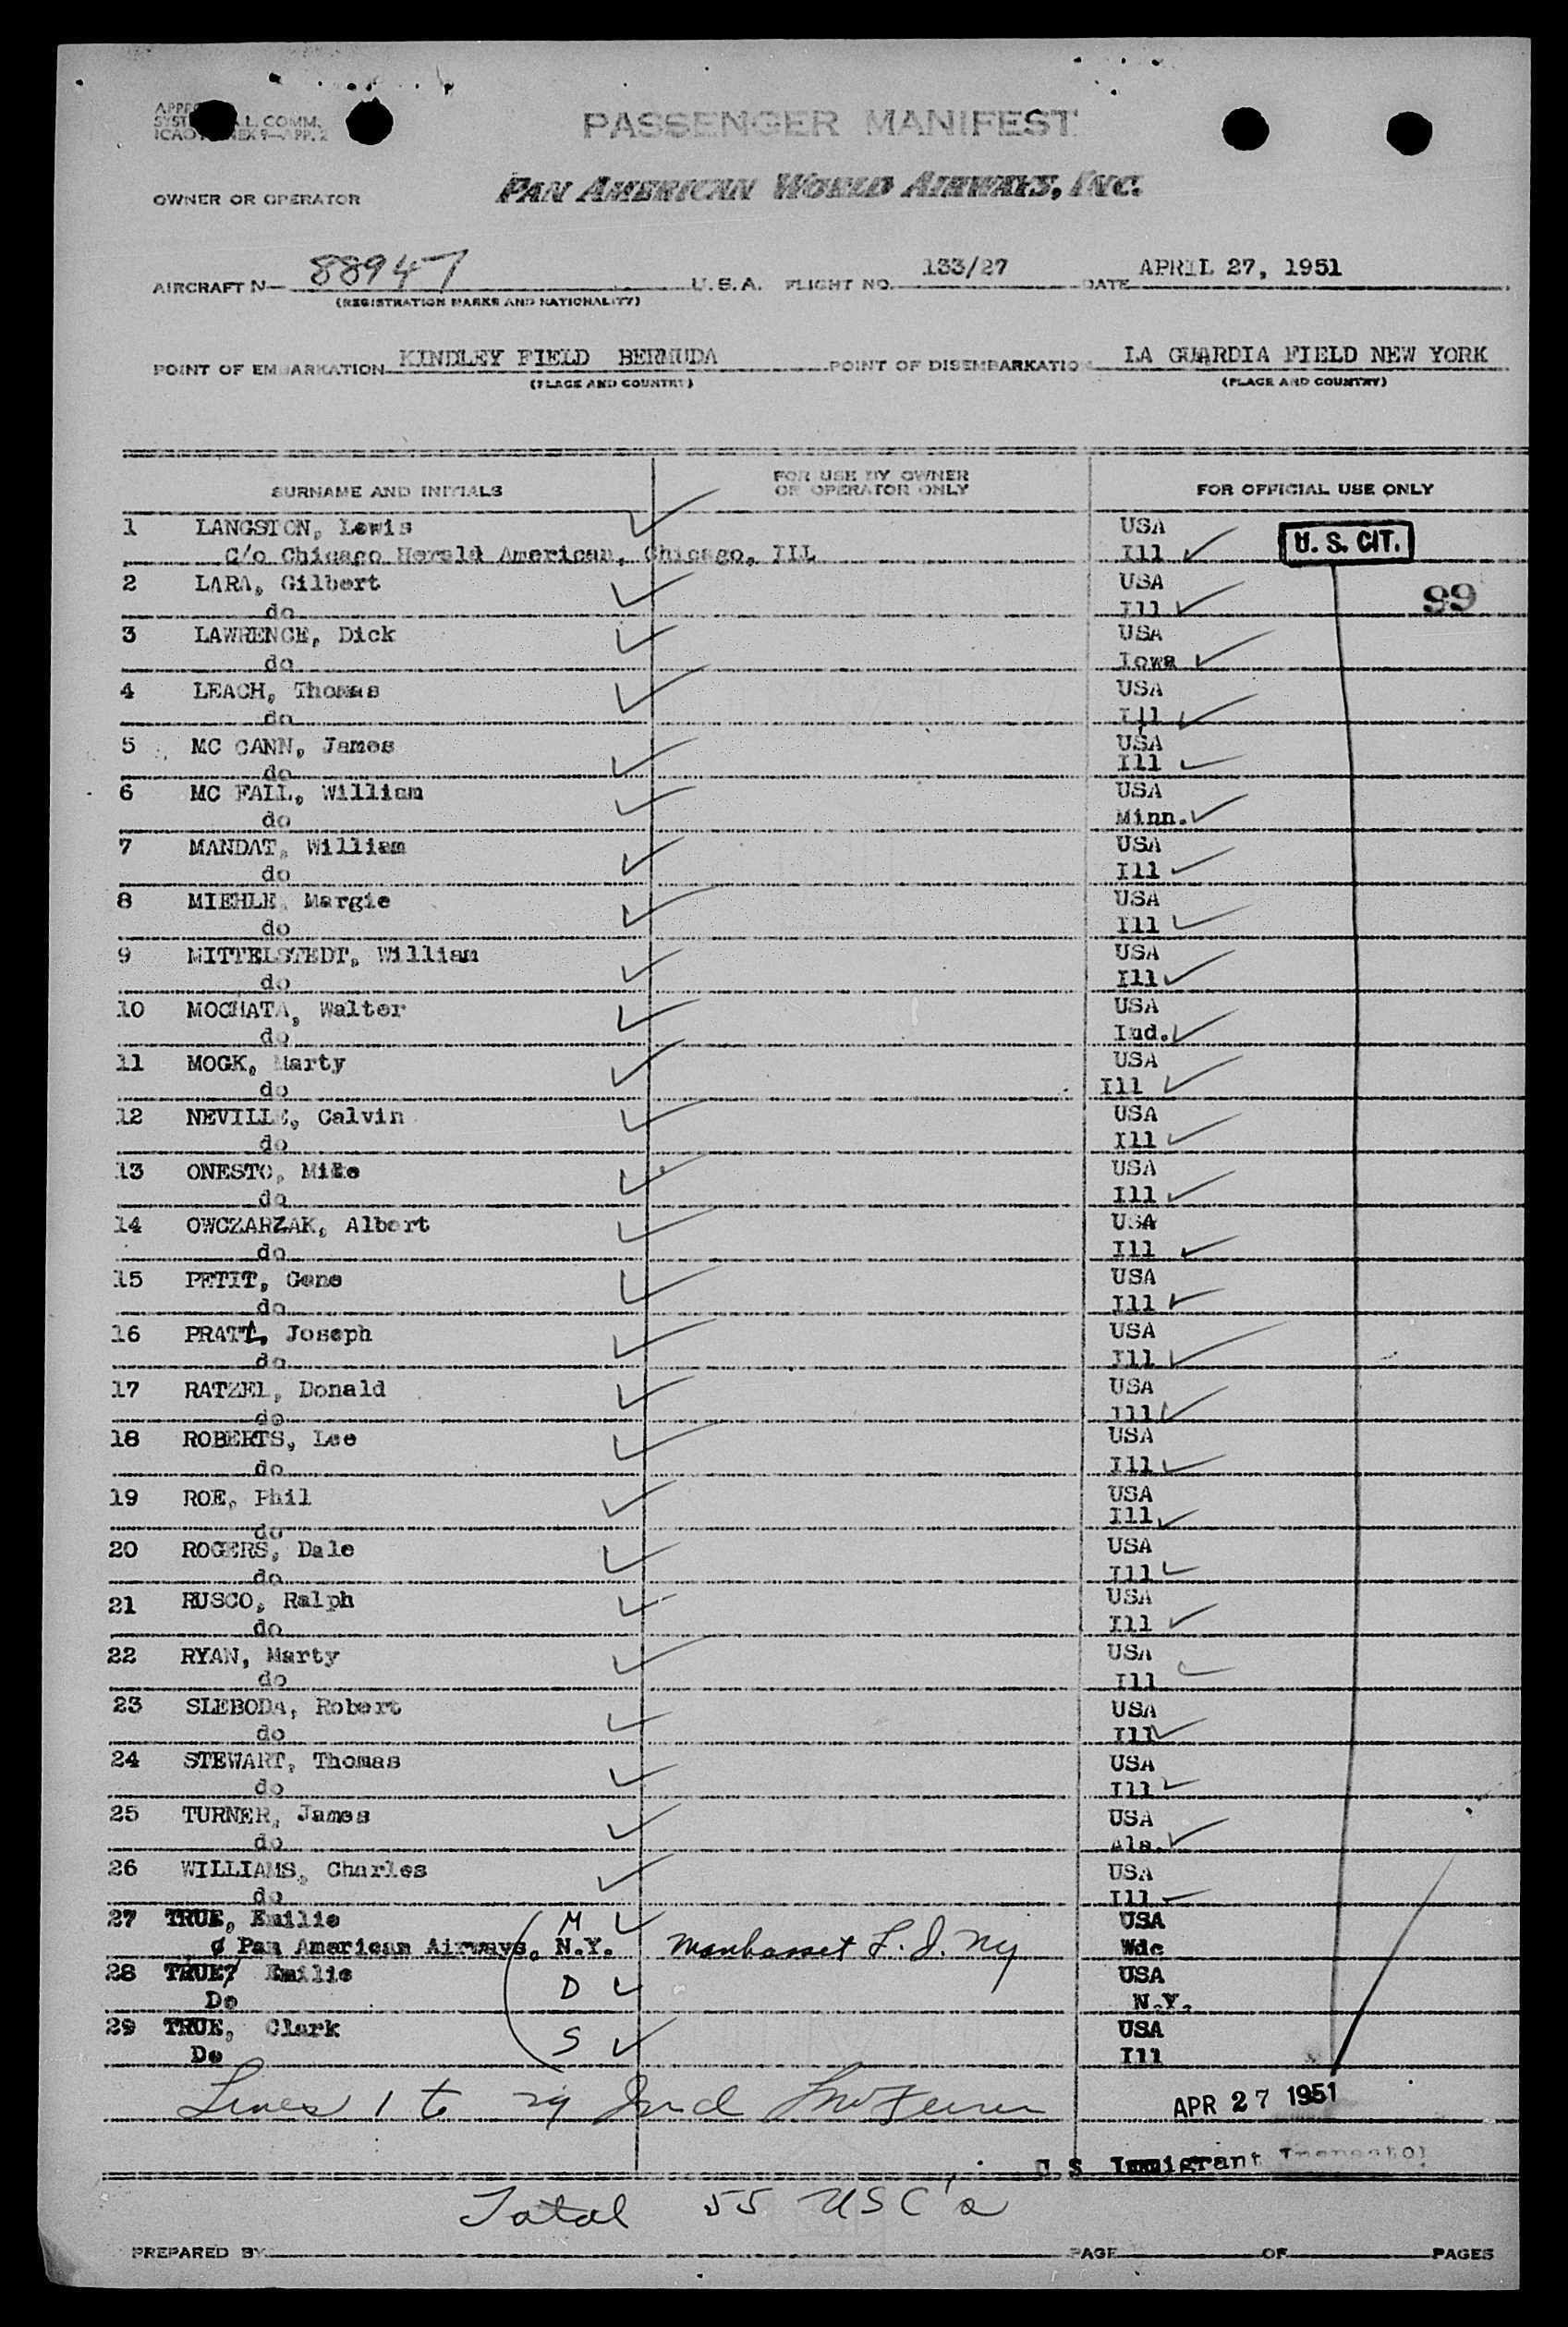 PASSENGER MANIFEST
L. COMM.
OWNER OR OPERATOR PAN AMERICAN WORLD AIRWAYS, INC.
AIRCRAFT N 88947 U.S.A. FLIGHT NO. 133/27 DATE APRIL 27, 1951
(REGISTRATION MARKS AND NATIONALITY)
POINT OF EMBARKATION KINDLEY FIELD BERMUDA POINT OF DISEMBARKATIO LA GUARDIA FIELD NEW YORK
(PLACE AND COUNTRY) (PLACE AND COUNTRY)
SURNAME AND INITIALS FOR USE BY OWNER OR OPERATOR ONLY FOR OFFICIAL USE ONLY
1 LANGSTON, Lewis USA
C/o Chicago Herald American, Chicago, ILL Ill U. S. CIT.
2 LARA, Gilbert USA
do Ill 99
3 LAWRENCE, Dick USA
do Iowa
4 LEACH, Thomas USA
do Ill
5 MC CANN, James USA
do Ill
6 MC FALL, William USA
do Minn.
7 MANDAT, William USA
do Ill
8 MIEHLE, Margie USA
do Ill
9 MITTELSTEDT, William USA
do Ill
10 MOCHATA, Walter USA
do Ind.
11 MOGK, Marty USA
do Ill
12 NEVILLE, Calvin USA
do Ill
13 ONESTO, Mike USA
do Ill
14 OWCZARZAK, Albert USA
do Ill
15 PETIT, Gene USA
do Ill
16 PRATT, Joseph USA
do Ill
17 RATZEL, Donald USA
do Ill
18 ROBERTS, Lee USA
do Ill
19 ROE, Phil USA
do Ill
20 ROGERS, Dale USA
do Ill
21 RUSCO, Ralph USA
do Ill
22 RYAN, Marty USA
do Ill
23 SLEBODA, Robert USA
do Ill
24 STEWART, Thomas USA
do Ill
25 TURNER, James USA
do Ala.
26 WILLIAMS, Charles USA
do Ill
27 TRUE, Emilie M USA
¢ Pan American Airways, N.Y. Manhasset L.I. NY Wdc
28 TRUE? Emilie D USA
Do N.Y.
29 TRUE, Clark S USA
Do Ill
Lines 1 to 29 Incl
APR 27 1951
U S Immigrant Inspector
Total 55 USC's
PREPARED BY PAGE OF PAGES